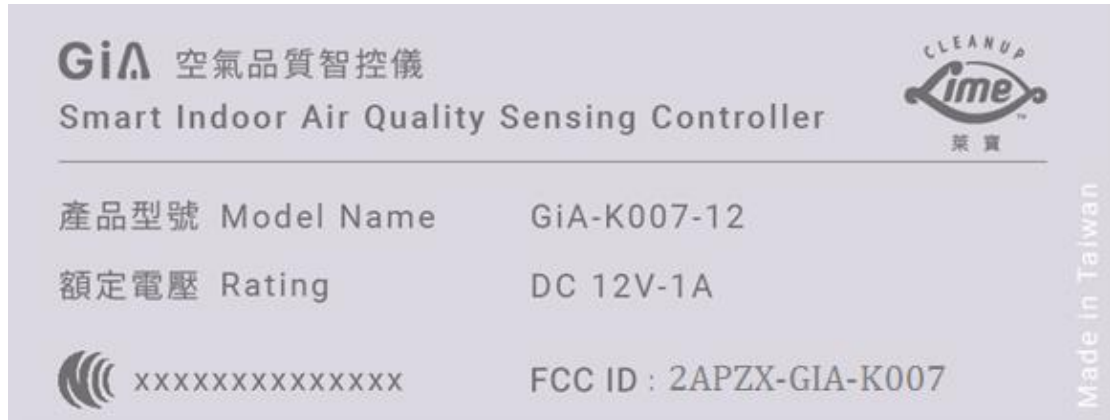 GiA 空氣品質智控儀
Smart Indoor Air Quality Sensing Controller
CLEANUP
Lime™
萊寶
產品型號 Model Name GiA-K007-12
額定電壓 Rating DC 12V-1A
xxxxxxxxxxxxxx FCC ID : 2APZX-GIA-K007
Made in Taiwan